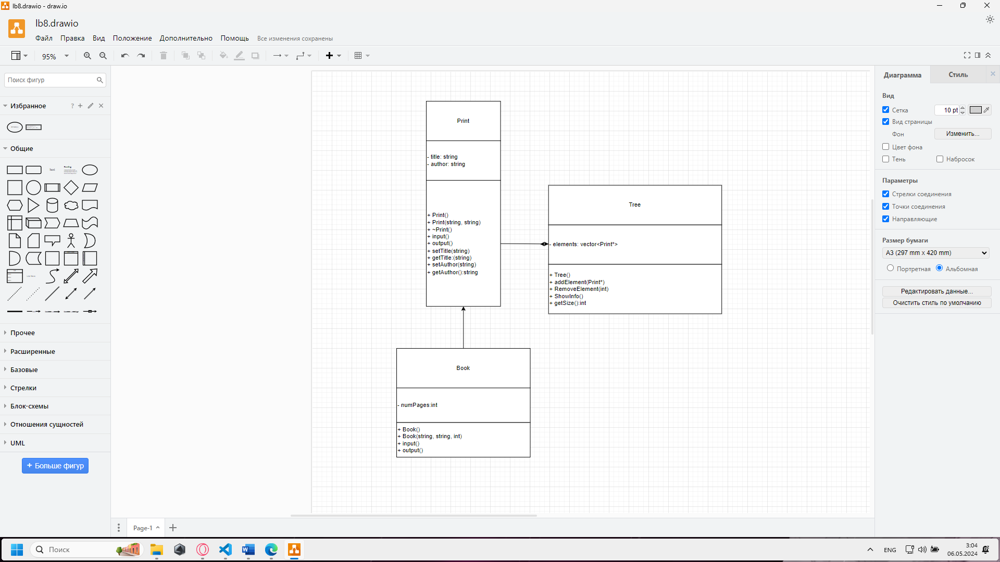 lb8.drawio - draw.io
lb8.drawio
Файл Правка Вид Положение Дополнительно Помощь Все изменения сохранены
95%
Поиск фигур
Избранное
?
Общие
Text
Heading
Прочее
Расширенные
Базовые
Стрелки
Блок-схемы
Отношения сущностей
UML
+ Больше фигур
Print
- title: string
- author: string
+ Print()
+ Print(string, string)
+ ~Print()
+ input()
+ output()
+ setTitle(string)
+ getTitle:(string)
+ setAuthor(string)
+ getAuthor():string
Tree
- elements: vector<Print*>
+ Tree()
+ addElement(Print*)
+ RemoveElement(int)
+ ShowInfo()
+ getSize():int
Book
- numPages:int
+ Book()
+ Book(string, string, int)
+ input()
+ output()
Диаграмма Стиль
Вид
Сетка 10 pt
Вид страницы
Фон Изменить...
Цвет фона
Тень Набросок
Параметры
Стрелки соединения
Точки соединения
Направляющие
Размер бумаги
A3 (297 mm x 420 mm)
Портретная Альбомная
Редактировать данные...
Очистить стиль по умолчанию
Page-1
Поиск
ENG
3:04
06.05.2024